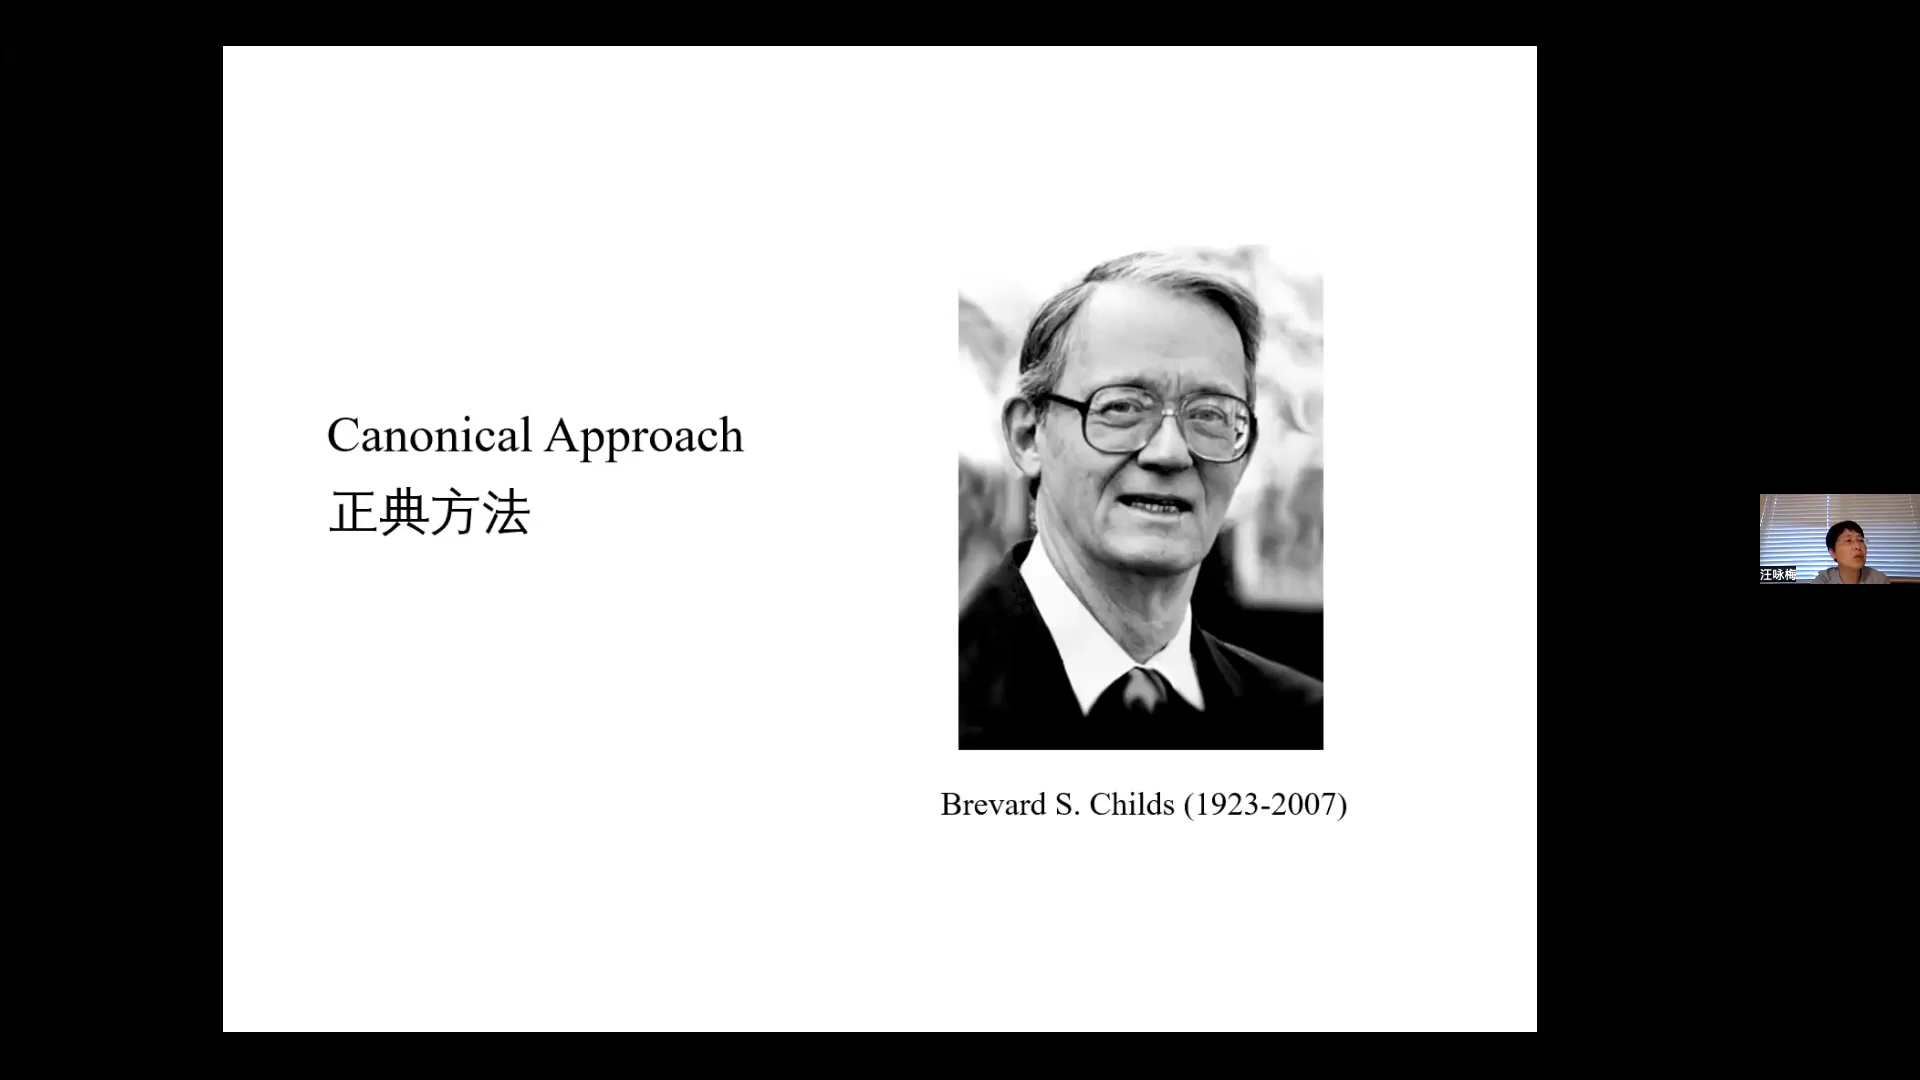 Canonical Approach
正典方法
Brevard S. Childs (1923-2007)
汪咏梅